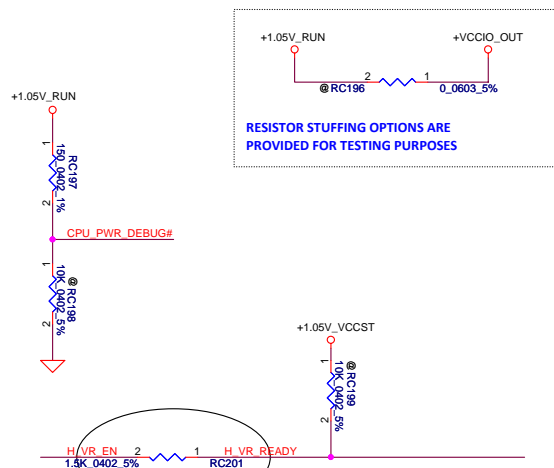 +1.05V_RUN
+VCCIO_OUT
2
1
@RC196
0_0603_5%
RESISTOR STUFFING OPTIONS ARE
PROVIDED FOR TESTING PURPOSES
+1.05V_RUN
1
RC197
150_0402_1%
2
CPU_PWR_DEBUG#
1
@RC198
10K_0402_5%
2
+1.05V_VCCST
1
@RC199
10K_0402_5%
2
H_VR_EN
2
1
H_VR_READY
1.5K_0402_5%
RC201